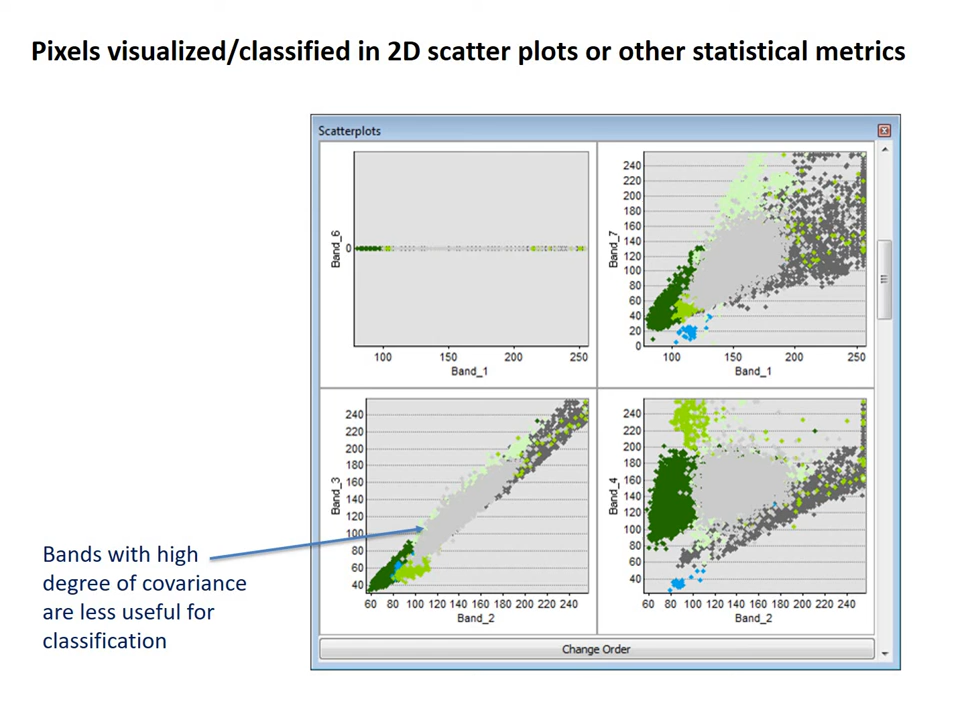 Pixels visualized/classified in 2D scatter plots or other statistical metrics
Scatterplots
Band_6
0
100 150 200 250
Band_1
Band_7
240
220
200
180
160
140
120
100
80
60
40
20
0
100 150 200 250
Band_1
Band_3
240
220
200
180
160
140
120
100
80
60
40
60 80 100 120 140 160 180 200 220 240
Band_2
Band_4
240
220
200
180
160
140
120
100
80
60
40
60 80 100 120 140 160 180 200 220 240
Band_2
Bands with high
degree of covariance
are less useful for
classification
Change Order